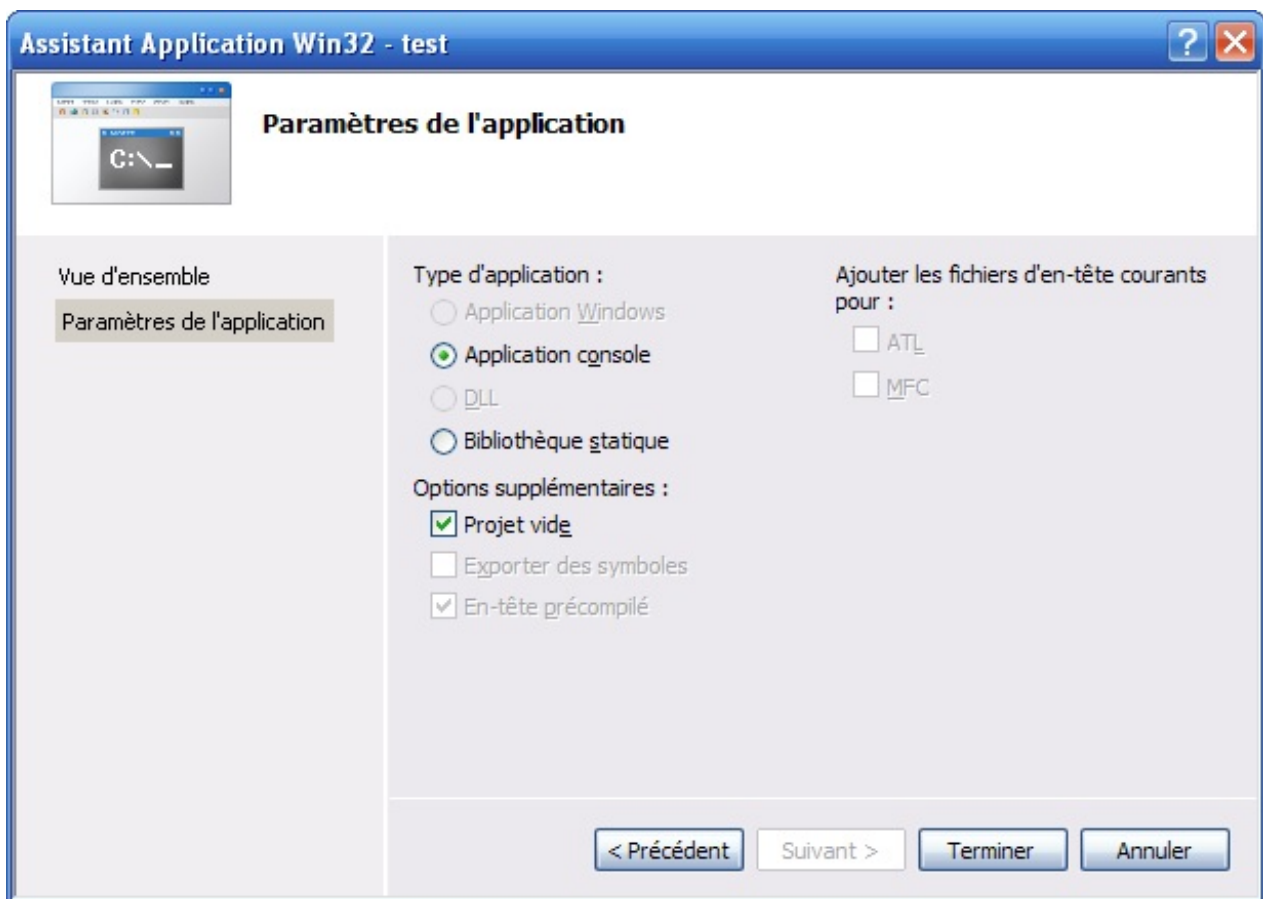 Assistant Application Win32 - test
Paramètres de l'application
C:\_
Vue d'ensemble
Paramètres de l'application
Type d'application :
Application Windows
Application console
DLL
Bibliothèque statique
Options supplémentaires :
Projet vide
Exporter des symboles
En-tête précompilé
Ajouter les fichiers d'en-tête courants
pour :
ATL
MFC
< Précédent
Suivant >
Terminer
Annuler